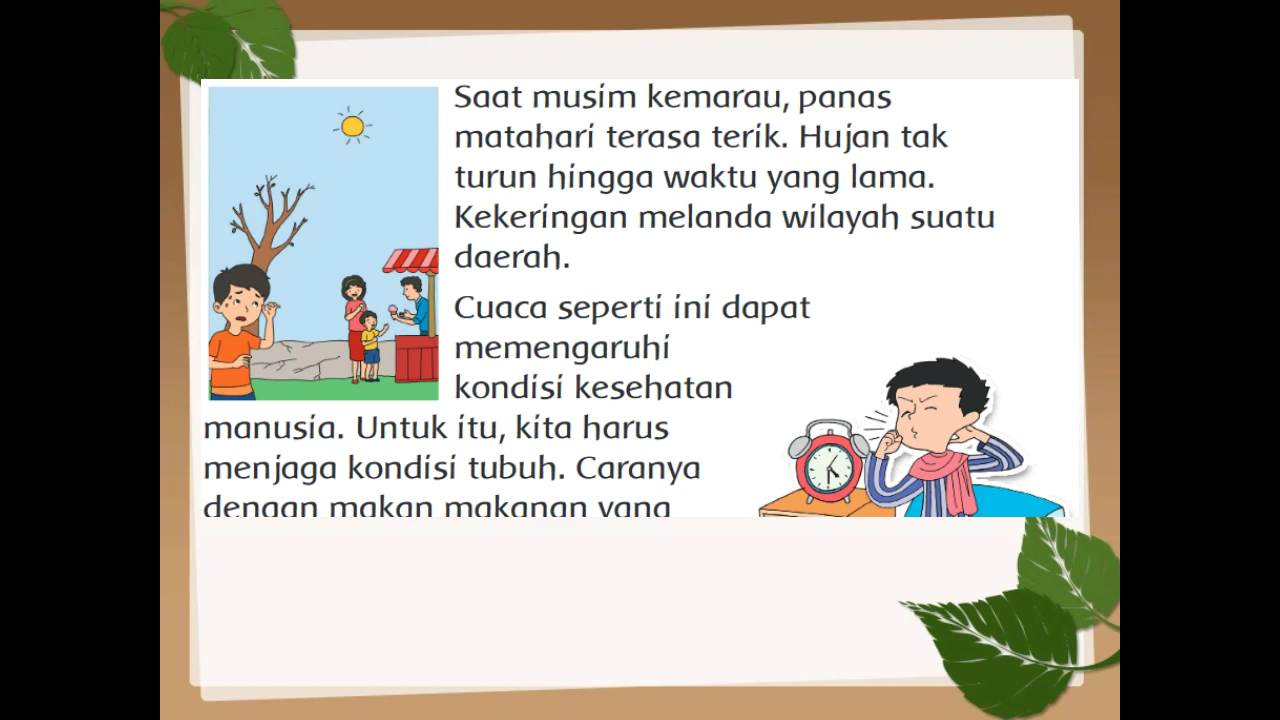 Saat musim kemarau, panas
matahari terasa terik. Hujan tak
turun hingga waktu yang lama.
Kekeringan melanda wilayah suatu
daerah.
Cuaca seperti ini dapat
memengaruhi
kondisi kesehatan
manusia. Untuk itu, kita harus
menjaga kondisi tubuh. Caranya
dengan makan makanan yang